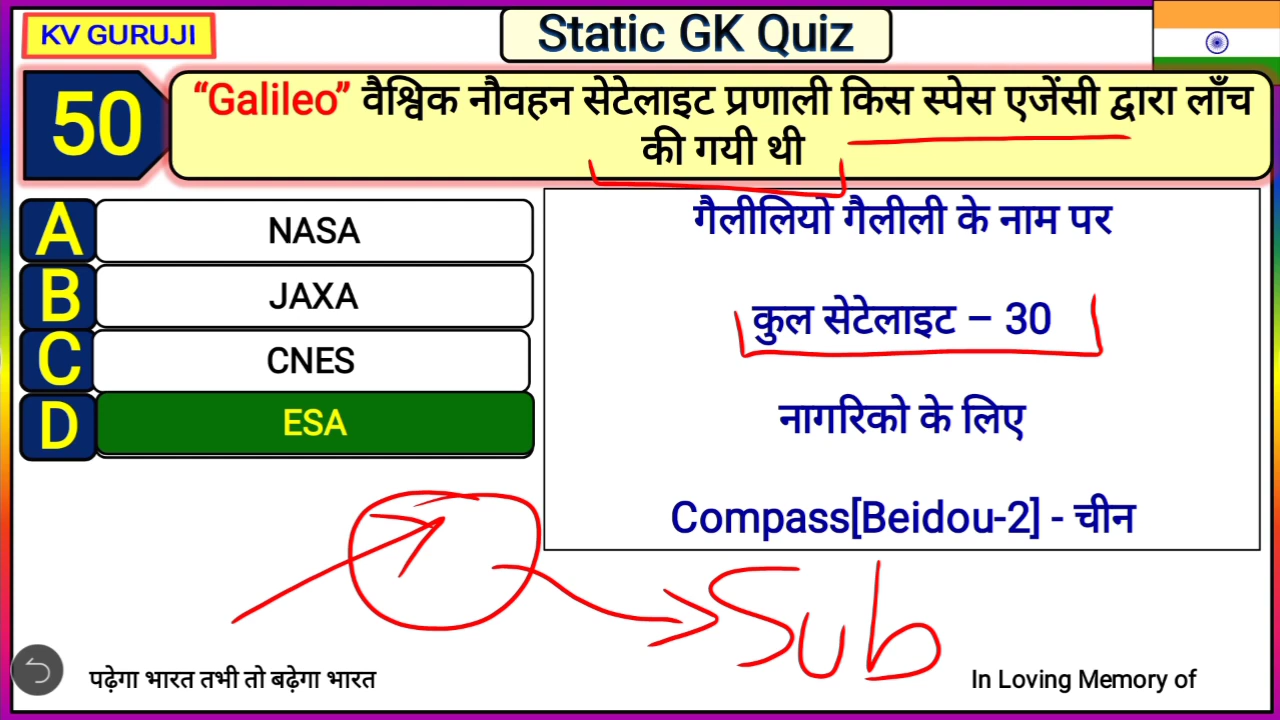 KV GURUJI
Static GK Quiz
50
“Galileo” वैश्विक नौवहन सेटेलाइट प्रणाली किस स्पेस एजेंसी द्वारा लाँच
की गयी थी
A NASA
B JAXA
C CNES
D ESA
गैलीलियो गैलीली के नाम पर
कुल सेटेलाइट – 30
नागरिको के लिए
Compass[Beidou-2] - चीन
Sub
पढ़ेगा भारत तभी तो बढ़ेगा भारत
In Loving Memory of